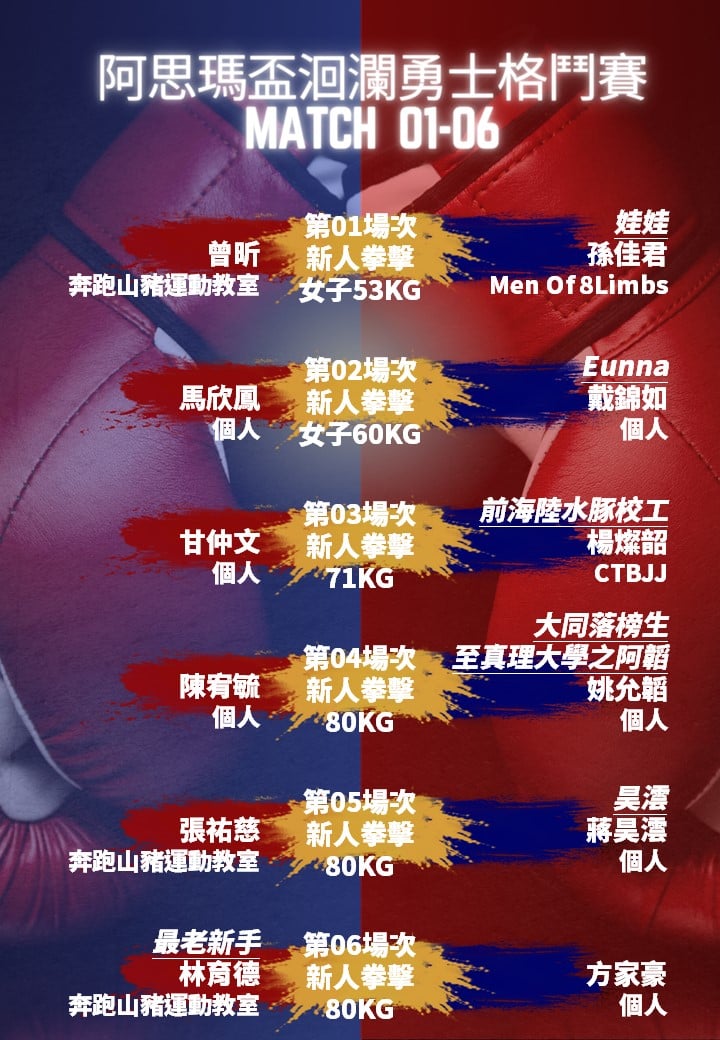 阿思瑪盃洄瀾勇士格鬥賽
MATCH 01-06
曾昕
奔跑山豬運動教室
第01場次
新人拳擊
女子53KG
娃娃
孫佳君
Men Of 8Limbs
馬欣鳳
個人
第02場次
新人拳擊
女子60KG
Eunna
戴錦如
個人
甘仲文
個人
第03場次
新人拳擊
71KG
前海陸水豚校工
楊燦韶
CTBJJ
陳宥毓
個人
第04場次
新人拳擊
80KG
大同落榜生
至真理大學之阿韜
姚允韜
個人
張祐慈
奔跑山豬運動教室
第05場次
新人拳擊
80KG
昊澐
蔣昊澐
個人
最老新手
林育德
奔跑山豬運動教室
第06場次
新人拳擊
80KG
方家豪
個人